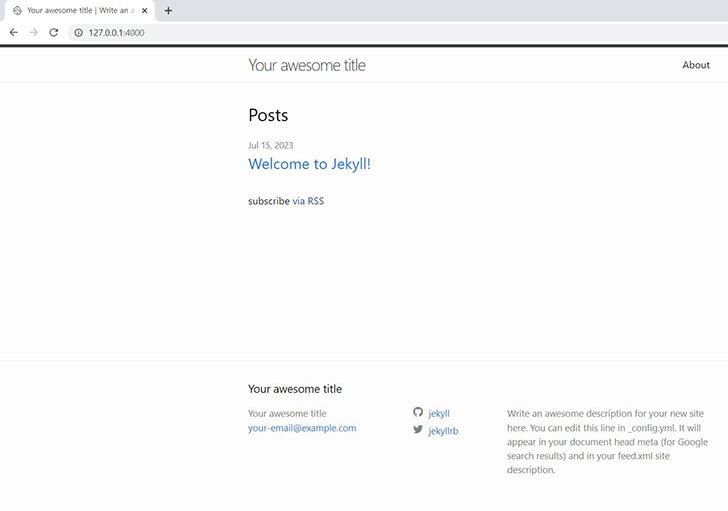 Your awesome title | Write an a
127.0.0.1:4000
Your awesome title
About
Posts
Jul 15, 2023
Welcome to Jekyll!
subscribe via RSS
Your awesome title
Your awesome title
your-email@example.com
jekyll
jekyllrb
Write an awesome description for your new site
here. You can edit this line in _config.yml. It will
appear in your document head meta (for Google
search results) and in your feed.xml site
description.